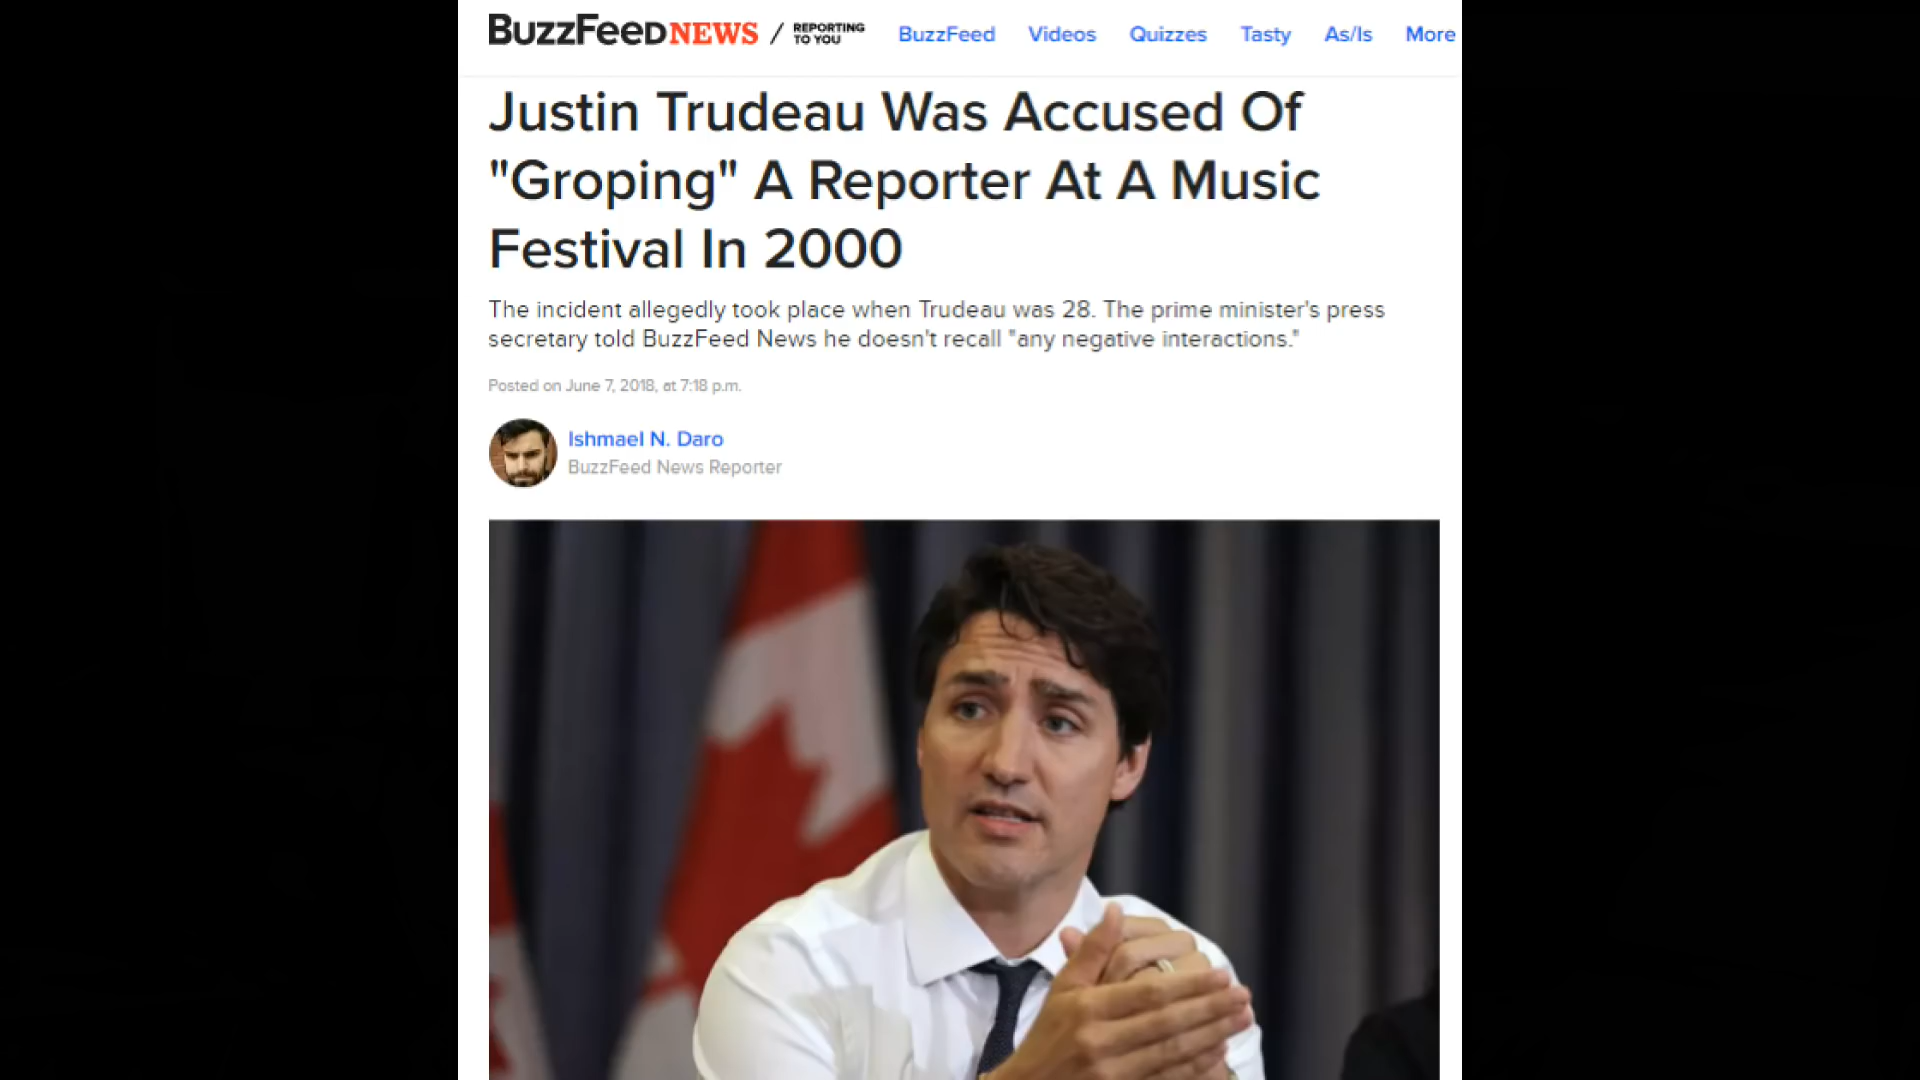 BuzzFeed NEWS / REPORTING TO YOU BuzzFeed Videos Quizzes Tasty As/Is More
Justin Trudeau Was Accused Of
"Groping" A Reporter At A Music
Festival In 2000
The incident allegedly took place when Trudeau was 28. The prime minister's press
secretary told BuzzFeed News he doesn't recall "any negative interactions."
Posted on June 7, 2018, at 7:18 p.m.
Ishmael N. Daro
BuzzFeed News Reporter